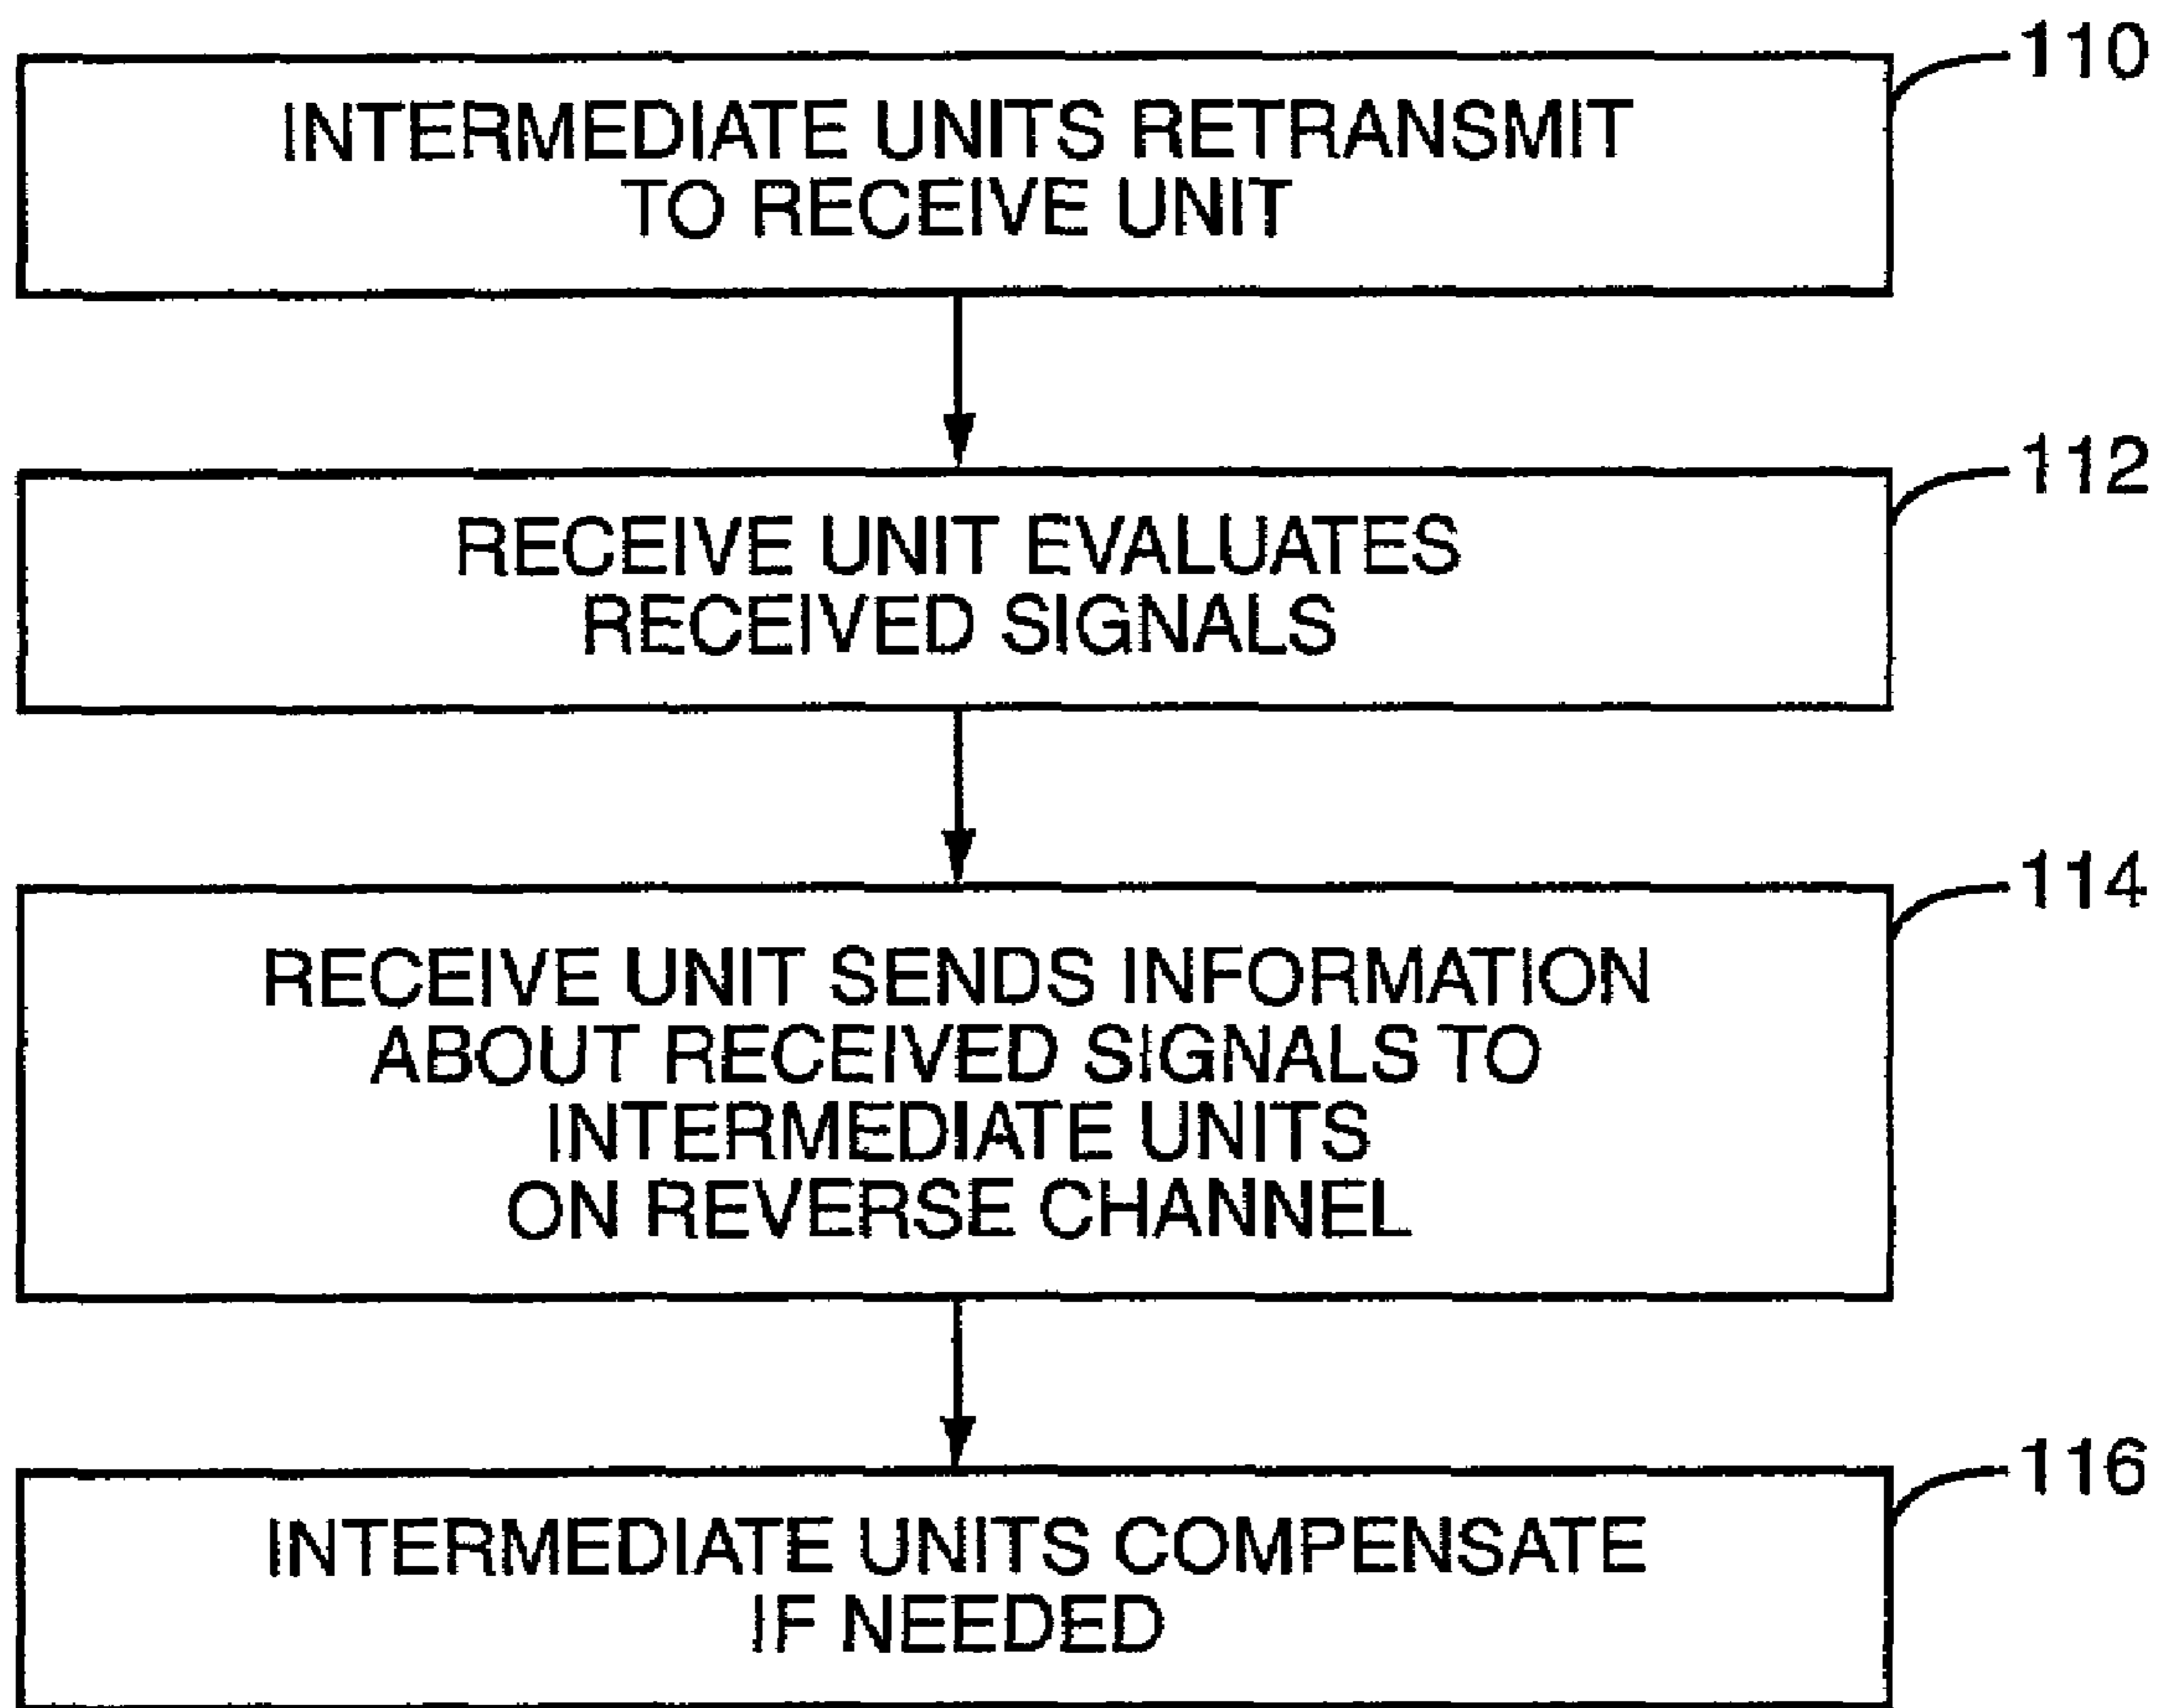 110
INTERMEDIATE UNITS RETRANSMIT
TO RECEIVE UNIT
112
RECEIVE UNIT EVALUATES
RECEIVED SIGNALS
114
RECEIVE UNIT SENDS INFORMATION
ABOUT RECEIVED SIGNALS TO
INTERMEDIATE UNITS
ON REVERSE CHANNEL
116
INTERMEDIATE UNITS COMPENSATE
IF NEEDED